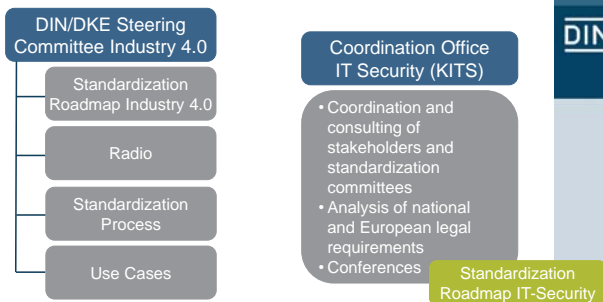 DIN/DKE Steering
Committee Industry 4.0
Standardization
Roadmap Industry 4.0
Radio
Standardization
Process
Use Cases
Coordination Office
IT Security (KITS)
• Coordination and
consulting of
stakeholders and
standardization
committees
• Analysis of national
and European legal
requirements
• Conferences
Standardization
Roadmap IT-Security
DIN